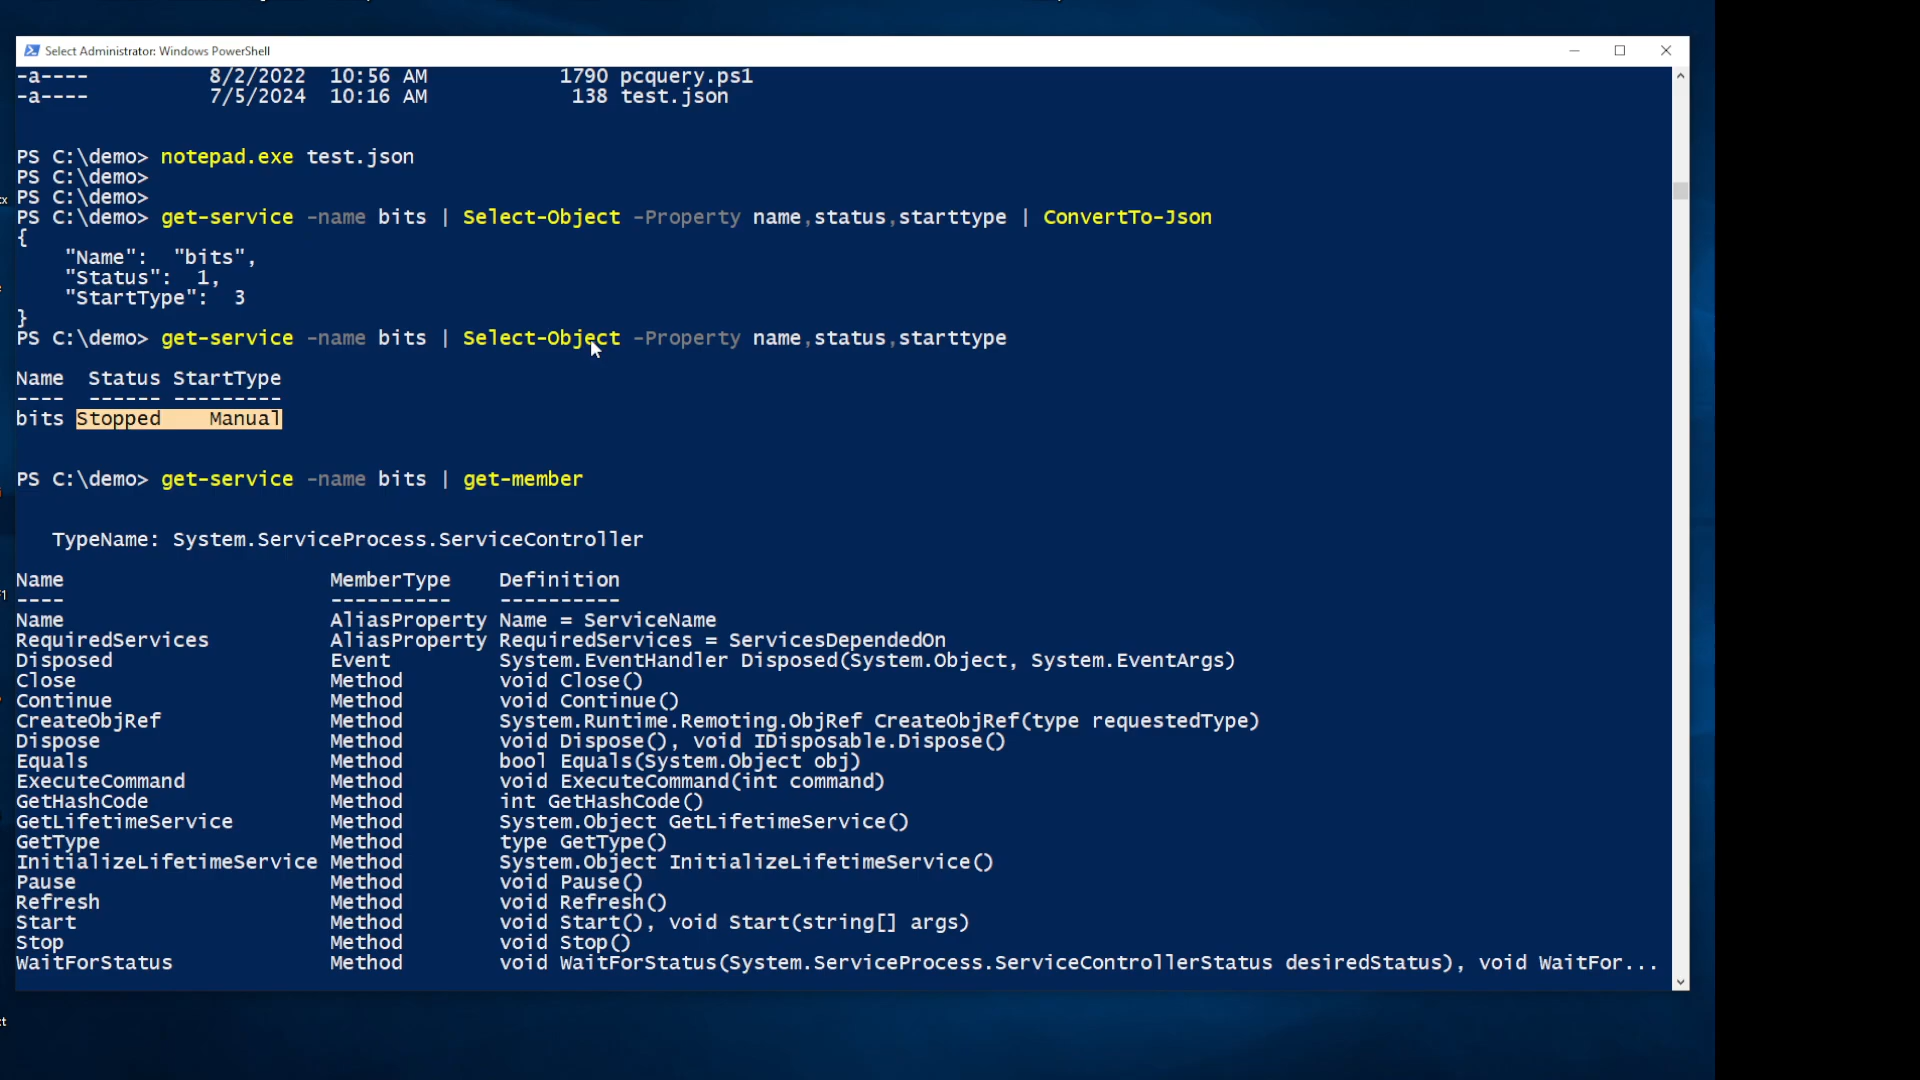 Select Administrator: Windows PowerShell
-a----          8/2/2022  10:56 AM           1790 pcquery.ps1
-a----          7/5/2024  10:16 AM            138 test.json
PS C:\demo> notepad.exe test.json
PS C:\demo>
PS C:\demo>
PS C:\demo> get-service -name bits | Select-Object -Property name,status,starttype | ConvertTo-Json
{
    "Name":  "bits",
    "Status":  1,
    "StartType":  3
}
PS C:\demo> get-service -name bits | Select-Object -Property name,status,starttype
Name  Status StartType
----  ------ ---------
bits Stopped    Manual
PS C:\demo> get-service -name bits | get-member
   TypeName: System.ServiceProcess.ServiceController
Name                      MemberType    Definition
----                      ----------    ----------
Name                      AliasProperty Name = ServiceName
RequiredServices          AliasProperty RequiredServices = ServicesDependedOn
Disposed                  Event         System.EventHandler Disposed(System.Object, System.EventArgs)
Close                     Method        void Close()
Continue                  Method        void Continue()
CreateObjRef              Method        System.Runtime.Remoting.ObjRef CreateObjRef(type requestedType)
Dispose                   Method        void Dispose(), void IDisposable.Dispose()
Equals                    Method        bool Equals(System.Object obj)
ExecuteCommand            Method        void ExecuteCommand(int command)
GetHashCode               Method        int GetHashCode()
GetLifetimeService        Method        System.Object GetLifetimeService()
GetType                   Method        type GetType()
InitializeLifetimeService Method        System.Object InitializeLifetimeService()
Pause                     Method        void Pause()
Refresh                   Method        void Refresh()
Start                     Method        void Start(), void Start(string[] args)
Stop                      Method        void Stop()
WaitForStatus             Method        void WaitForStatus(System.ServiceProcess.ServiceControllerStatus desiredStatus), void WaitFor...